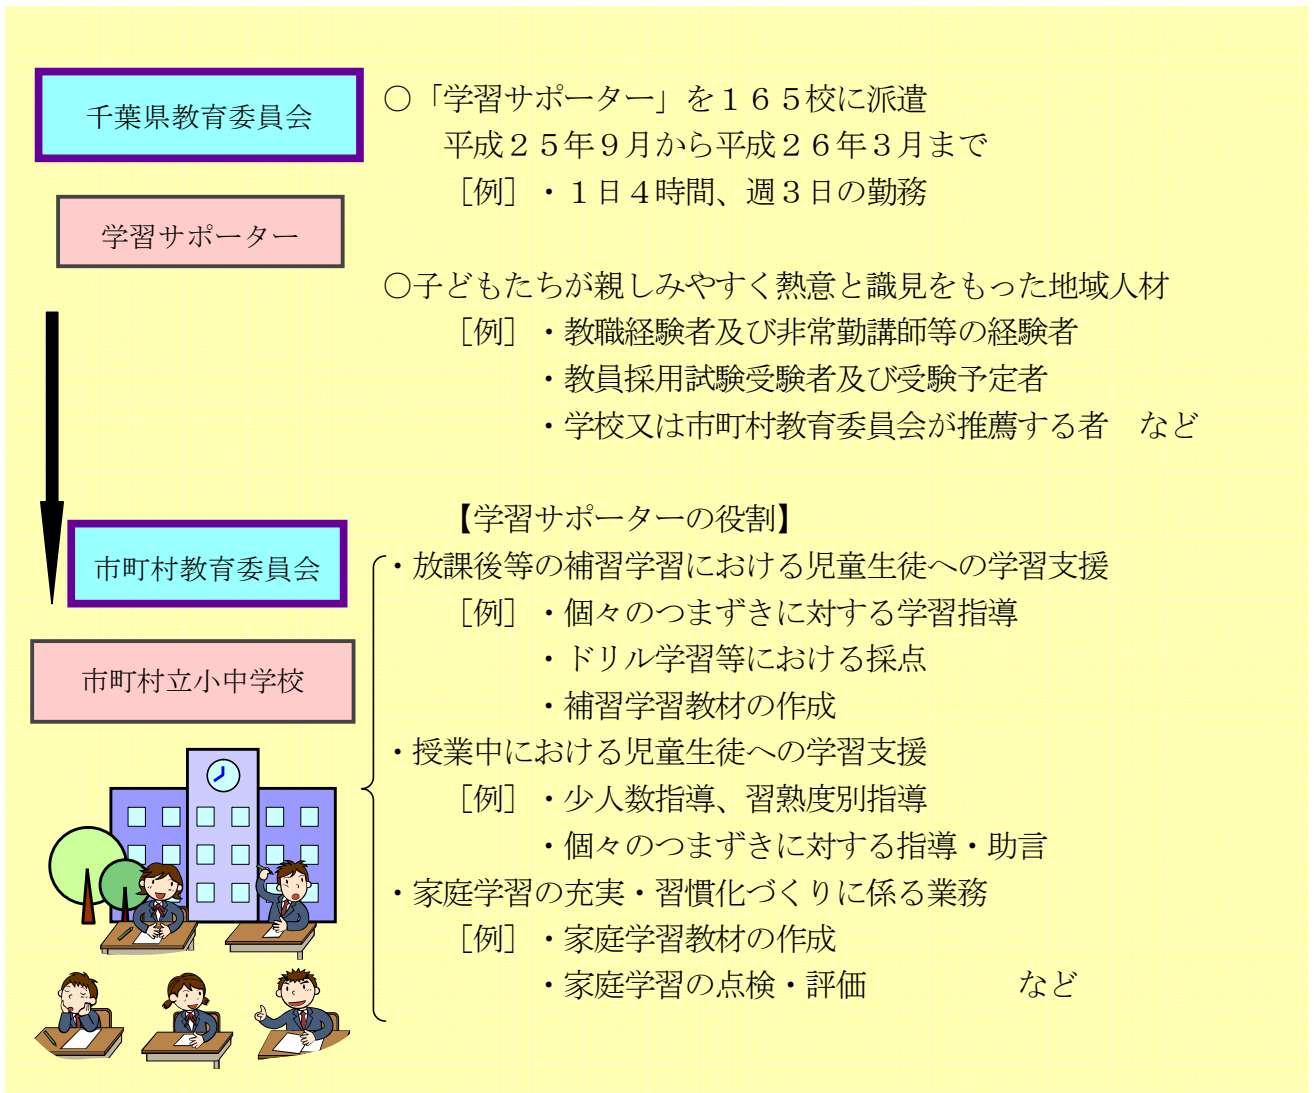 千葉県教育委員会
○「学習サポーター」を１６５校に派遣
平成２５年９月から平成２６年３月まで
［例］・１日４時間、週３日の勤務
学習サポーター
○子どもたちが親しみやすく熱意と識見をもった地域人材
［例］・教職経験者及び非常勤講師等の経験者
・教員採用試験受験者及び受験予定者
・学校又は市町村教育委員会が推薦する者　など
【学習サポーターの役割】
市町村教育委員会
・放課後等の補習学習における児童生徒への学習支援
［例］・個々のつまずきに対する学習指導
・ドリル学習等における採点
市町村立小中学校
・補習学習教材の作成
・授業中における児童生徒への学習支援
［例］・少人数指導、習熟度別指導
・個々のつまずきに対する指導・助言
・家庭学習の充実・習慣化づくりに係る業務
［例］・家庭学習教材の作成
・家庭学習の点検・評価　　　　　など